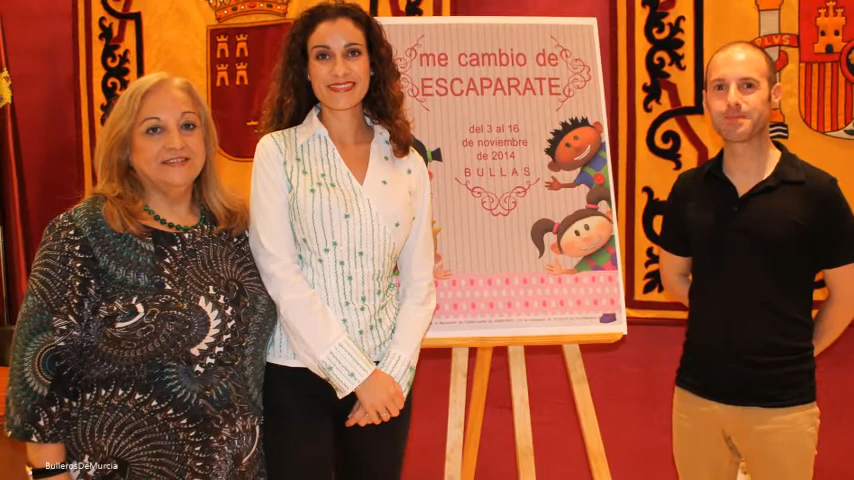 me cambio de
ESCAPARATE
del 3 al 16
de noviembre
de 2014
BULLAS
PLVS
BullerosDeMurcia